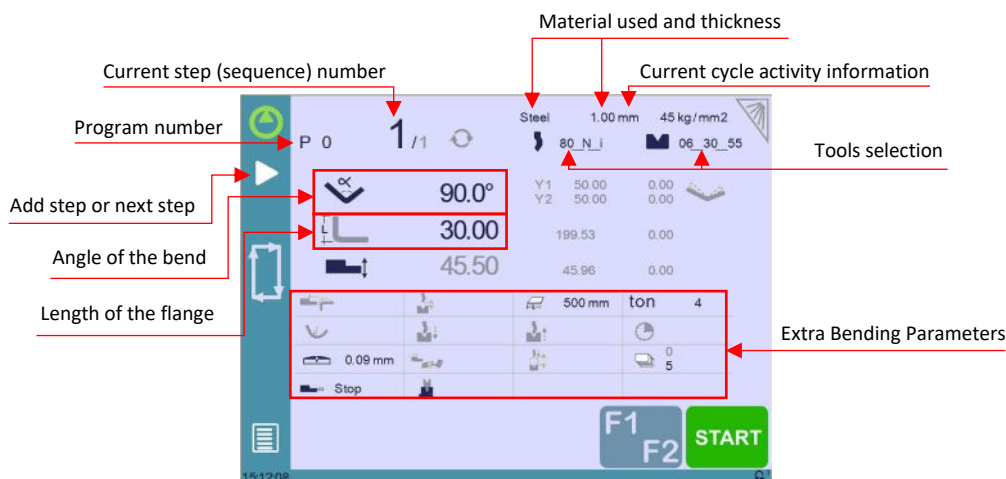 Material used and thickness
Current step (sequence) number
Current cycle activity information
Program number
Tools selection
Add step or next step
Angle of the bend
Length of the flange
Extra Bending Parameters
Steel 1.00 mm 45 kg/mm2
P 0 1/1 80_N_i 06_30_55
α 90.0° Y1 50.00 0.00
Y2 50.00 0.00
L 30.00 199.53 0.00
45.50 45.96 0.00
500 mm ton 4
0.09 mm 0
5
Stop
F1
F2
START
15:12:08